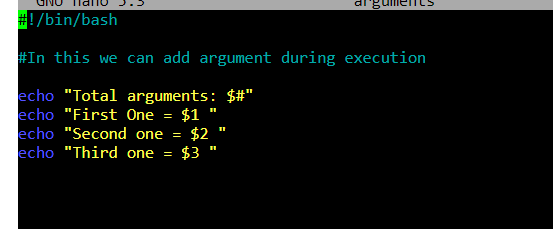 GNU nano 5.3 arguments
#!/bin/bash
#In this we can add argument during execution
echo "Total arguments: $#"
echo "First One = $1 "
echo "Second one = $2 "
echo "Third one = $3 "